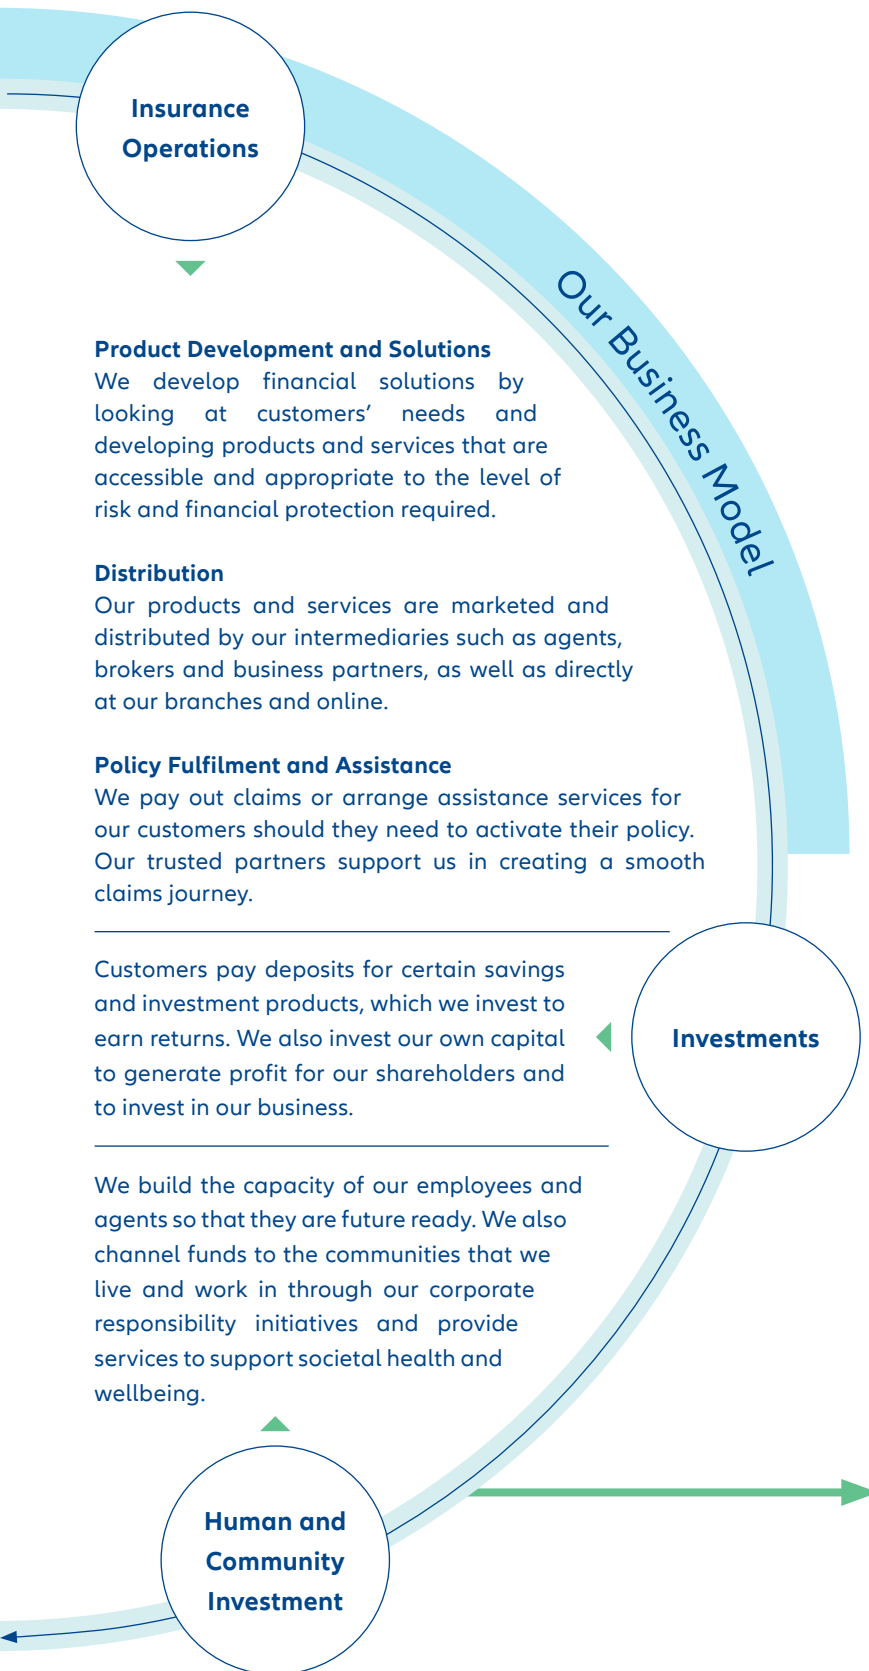 Insurance
Operations
Our Business Model
Product Development and Solutions
We develop financial solutions by
looking at customers’ needs and
developing products and services that are
accessible and appropriate to the level of
risk and financial protection required.
Distribution
Our products and services are marketed and
distributed by our intermediaries such as agents,
brokers and business partners, as well as directly
at our branches and online.
Policy Fulfilment and Assistance
We pay out claims or arrange assistance services for
our customers should they need to activate their policy.
Our trusted partners support us in creating a smooth
claims journey.
Customers pay deposits for certain savings
and investment products, which we invest to
earn returns. We also invest our own capital
to generate profit for our shareholders and
to invest in our business.
Investments
We build the capacity of our employees and
agents so that they are future ready. We also
channel funds to the communities that we
live and work in through our corporate
responsibility initiatives and provide
services to support societal health and
wellbeing.
Human and
Community
Investment